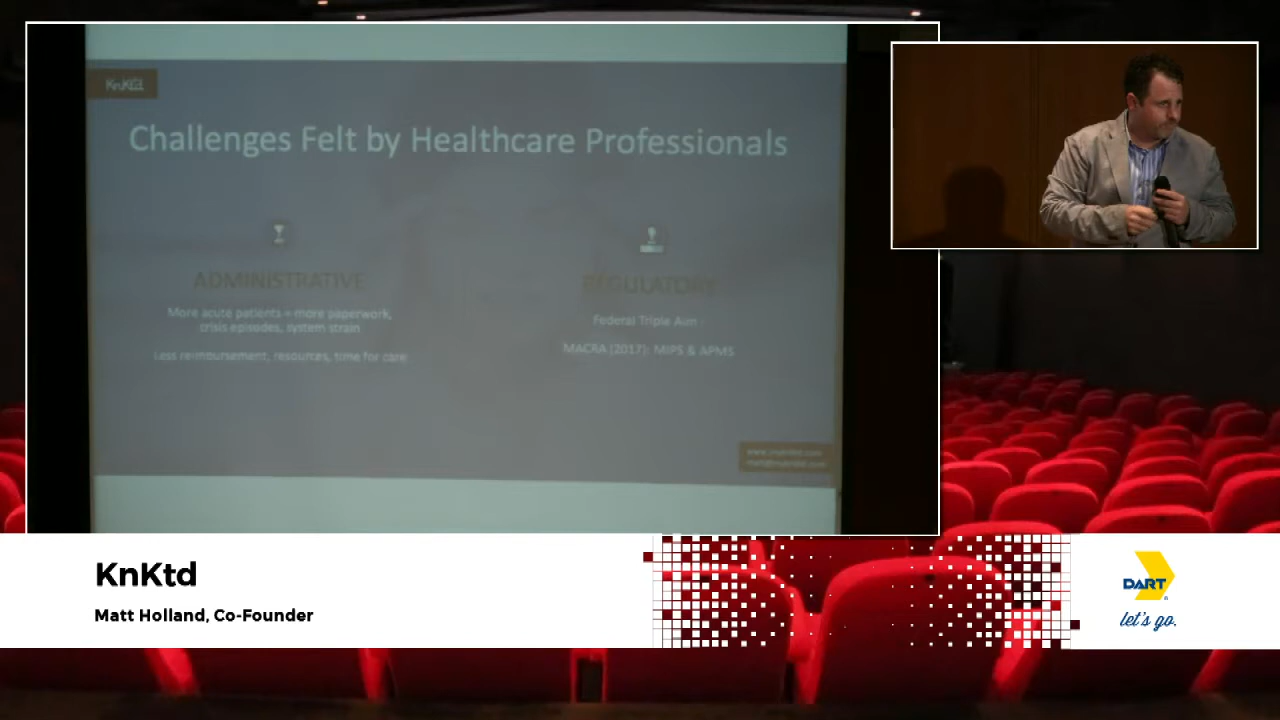 KnKtd
Challenges Felt by Healthcare Professionals
ADMINISTRATIVE
More acute patients = more paperwork,
crisis episodes, system strain
Less reimbursement, resources, time for care
REGULATORY
Federal Triple Aim
MACRA (2017): MIPS & APMS
KnKtd
Matt Holland, Co-Founder
DART
let's go.